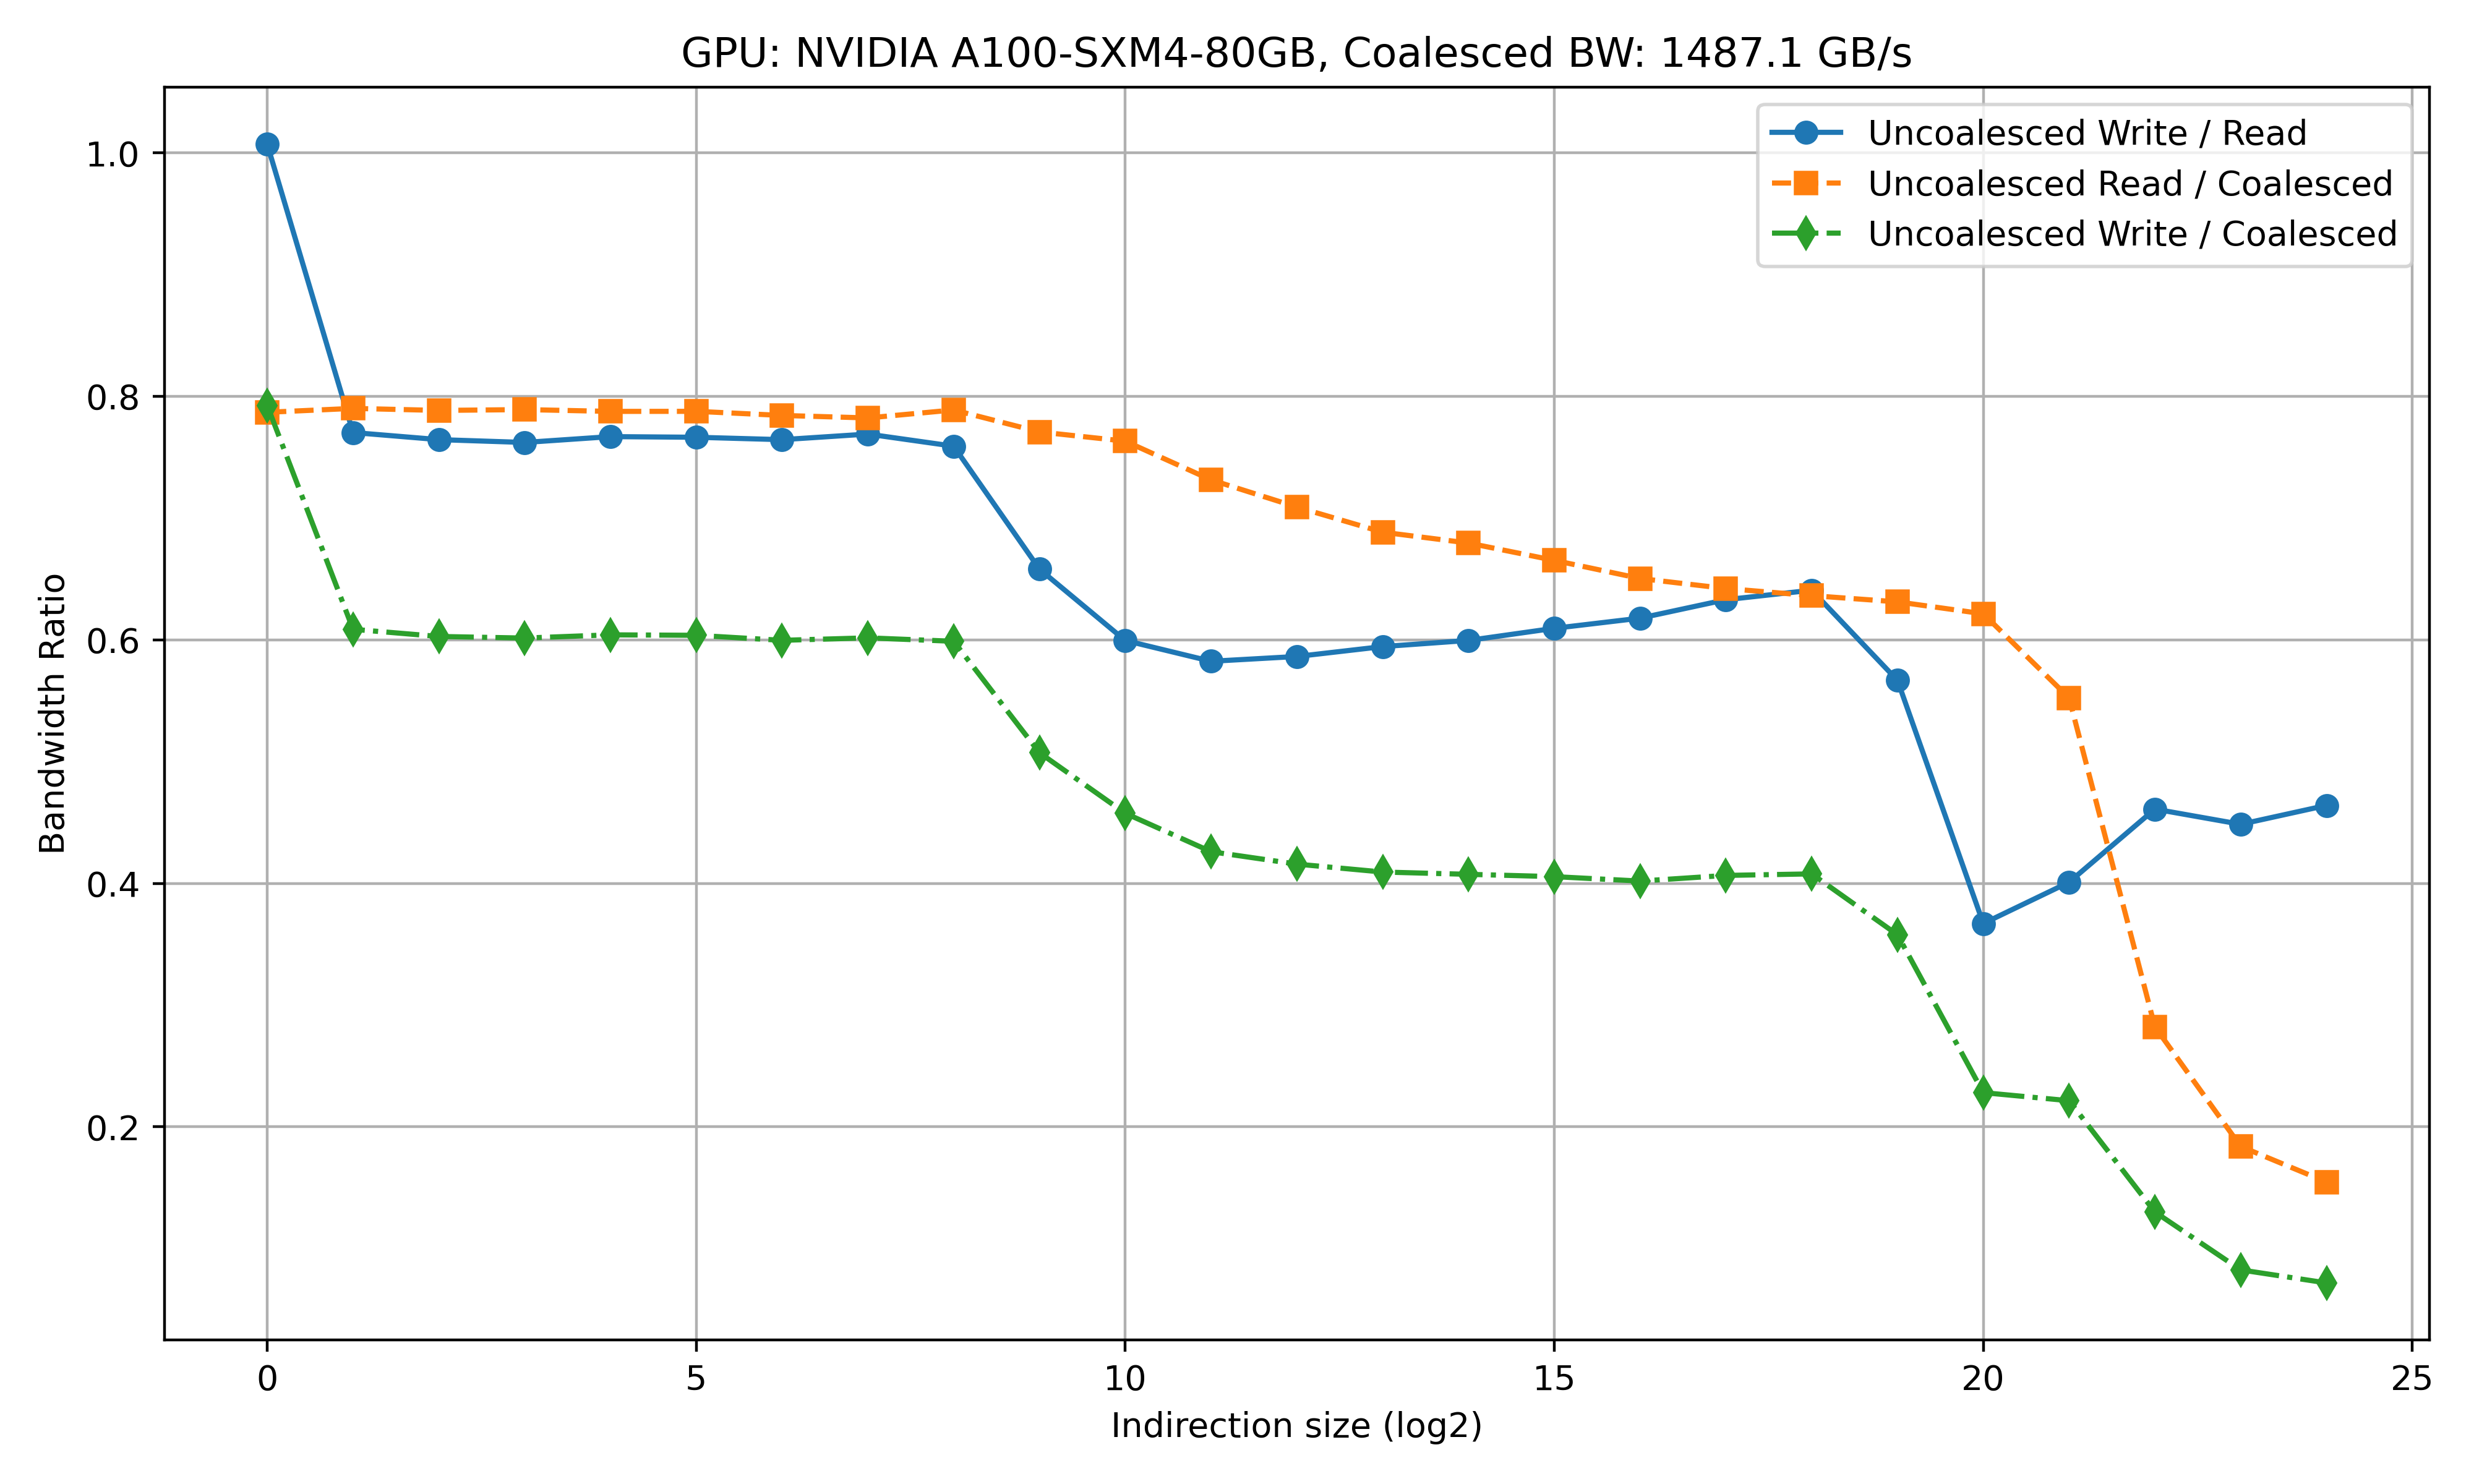 GPU: NVIDIA A100-SXM4-80GB, Coalesced BW: 1487.1 GB/s
Uncoalesced Write / Read
Uncoalesced Read / Coalesced
Uncoalesced Write / Coalesced
Bandwidth Ratio
1.0
0.8
0.6
0.4
0.2
0 5 10 15 20 25
Indirection size (log2)